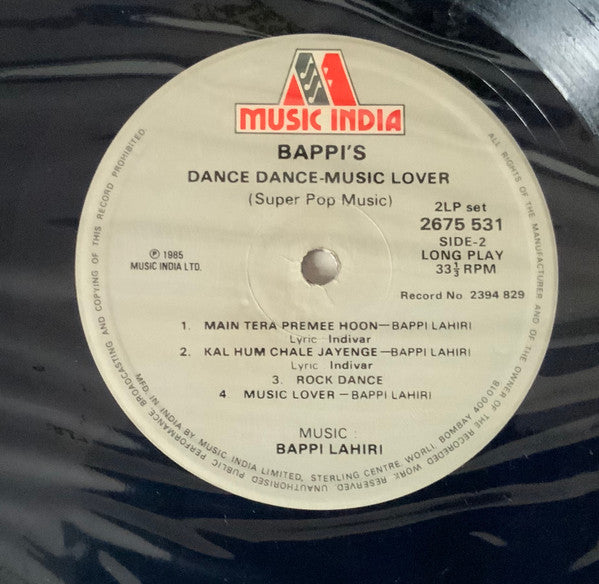 MUSIC INDIA
BAPPI'S
DANCE DANCE-MUSIC LOVER
(Super Pop Music)
2LP set
2675 531
SIDE-2
LONG PLAY
33⅓ RPM
℗ 1985
MUSIC INDIA LTD.
Record No. 2394 829
1. MAIN TERA PREMEE HOON—BAPPI LAHIRI
Lyric : Indivar
2. KAL HUM CHALE JAYENGE—BAPPI LAHIRI
Lyric : Indivar
3. ROCK DANCE
4 MUSIC LOVER —BAPPI LAHIRI
MUSIC :
BAPPI LAHIRI
ALL RIGHTS OF THE MANUFACTURER AND OF THE OWNER OF THE RECORDED WORK RESERVED. UNAUTHORISED PUBLIC PERFORMANCE, BROADCASTING AND COPYING OF THIS RECORD PROHIBITED.
MFD. IN INDIA BY MUSIC INDIA LIMITED, STERLING CENTRE, WORLI, BOMBAY 400 018